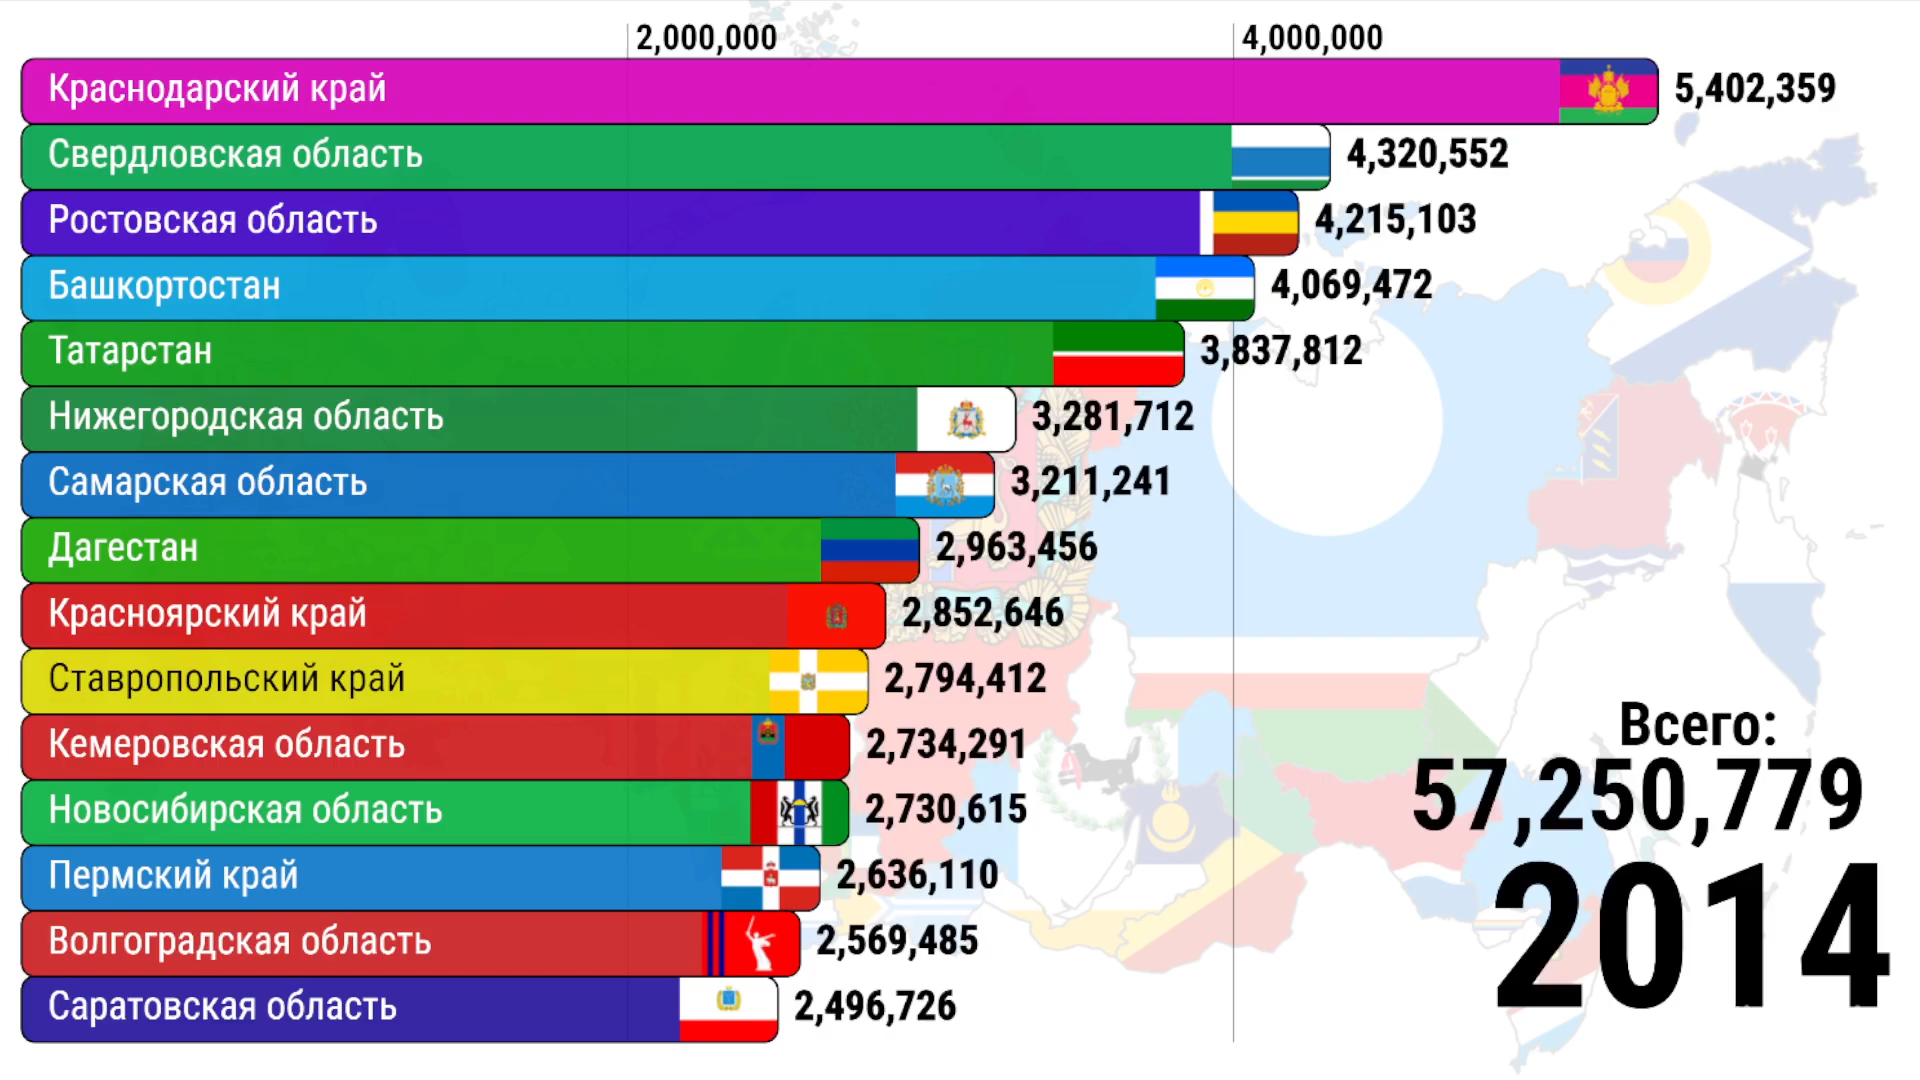 2,000,000 4,000,000
Краснодарский край 5,402,359
Свердловская область 4,320,552
Ростовская область 4,215,103
Башкортостан 4,069,472
Татарстан 3,837,812
Нижегородская область 3,281,712
Самарская область 3,211,241
Дагестан 2,963,456
Красноярский край 2,852,646
Ставропольский край 2,794,412
Кемеровская область 2,734,291
Новосибирская область 2,730,615
Пермский край 2,636,110
Волгоградская область 2,569,485
Саратовская область 2,496,726
Всего:
57,250,779
2014